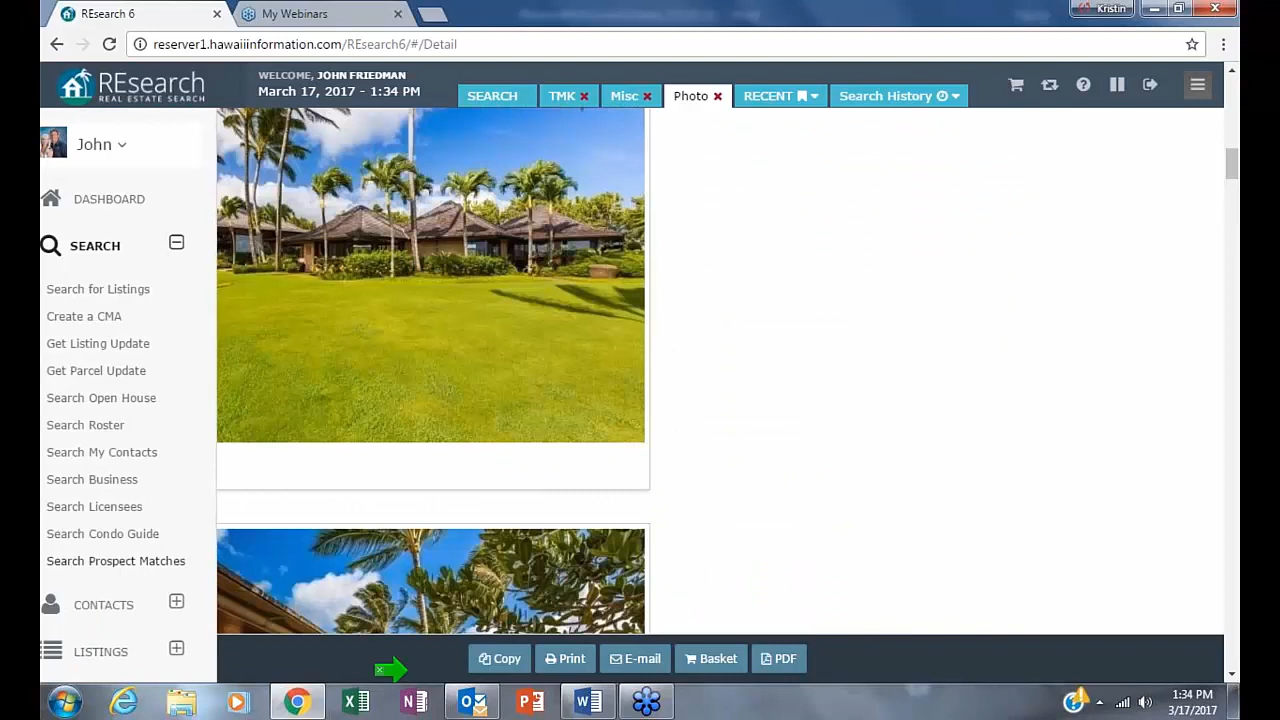 REsearch 6
My Webinars
Kristin
reserver1.hawaiiinformation.com/REsearch6/#/Detail
REsearch
REAL ESTATE SEARCH
WELCOME, JOHN FRIEDMAN
March 17, 2017 - 1:34 PM
SEARCH
TMK
Misc
Photo
RECENT
Search History
John
DASHBOARD
SEARCH
Search for Listings
Create a CMA
Get Listing Update
Get Parcel Update
Search Open House
Search Roster
Search My Contacts
Search Business
Search Licensees
Search Condo Guide
Search Prospect Matches
CONTACTS
LISTINGS
Copy
Print
E-mail
Basket
PDF
1:34 PM
3/17/2017